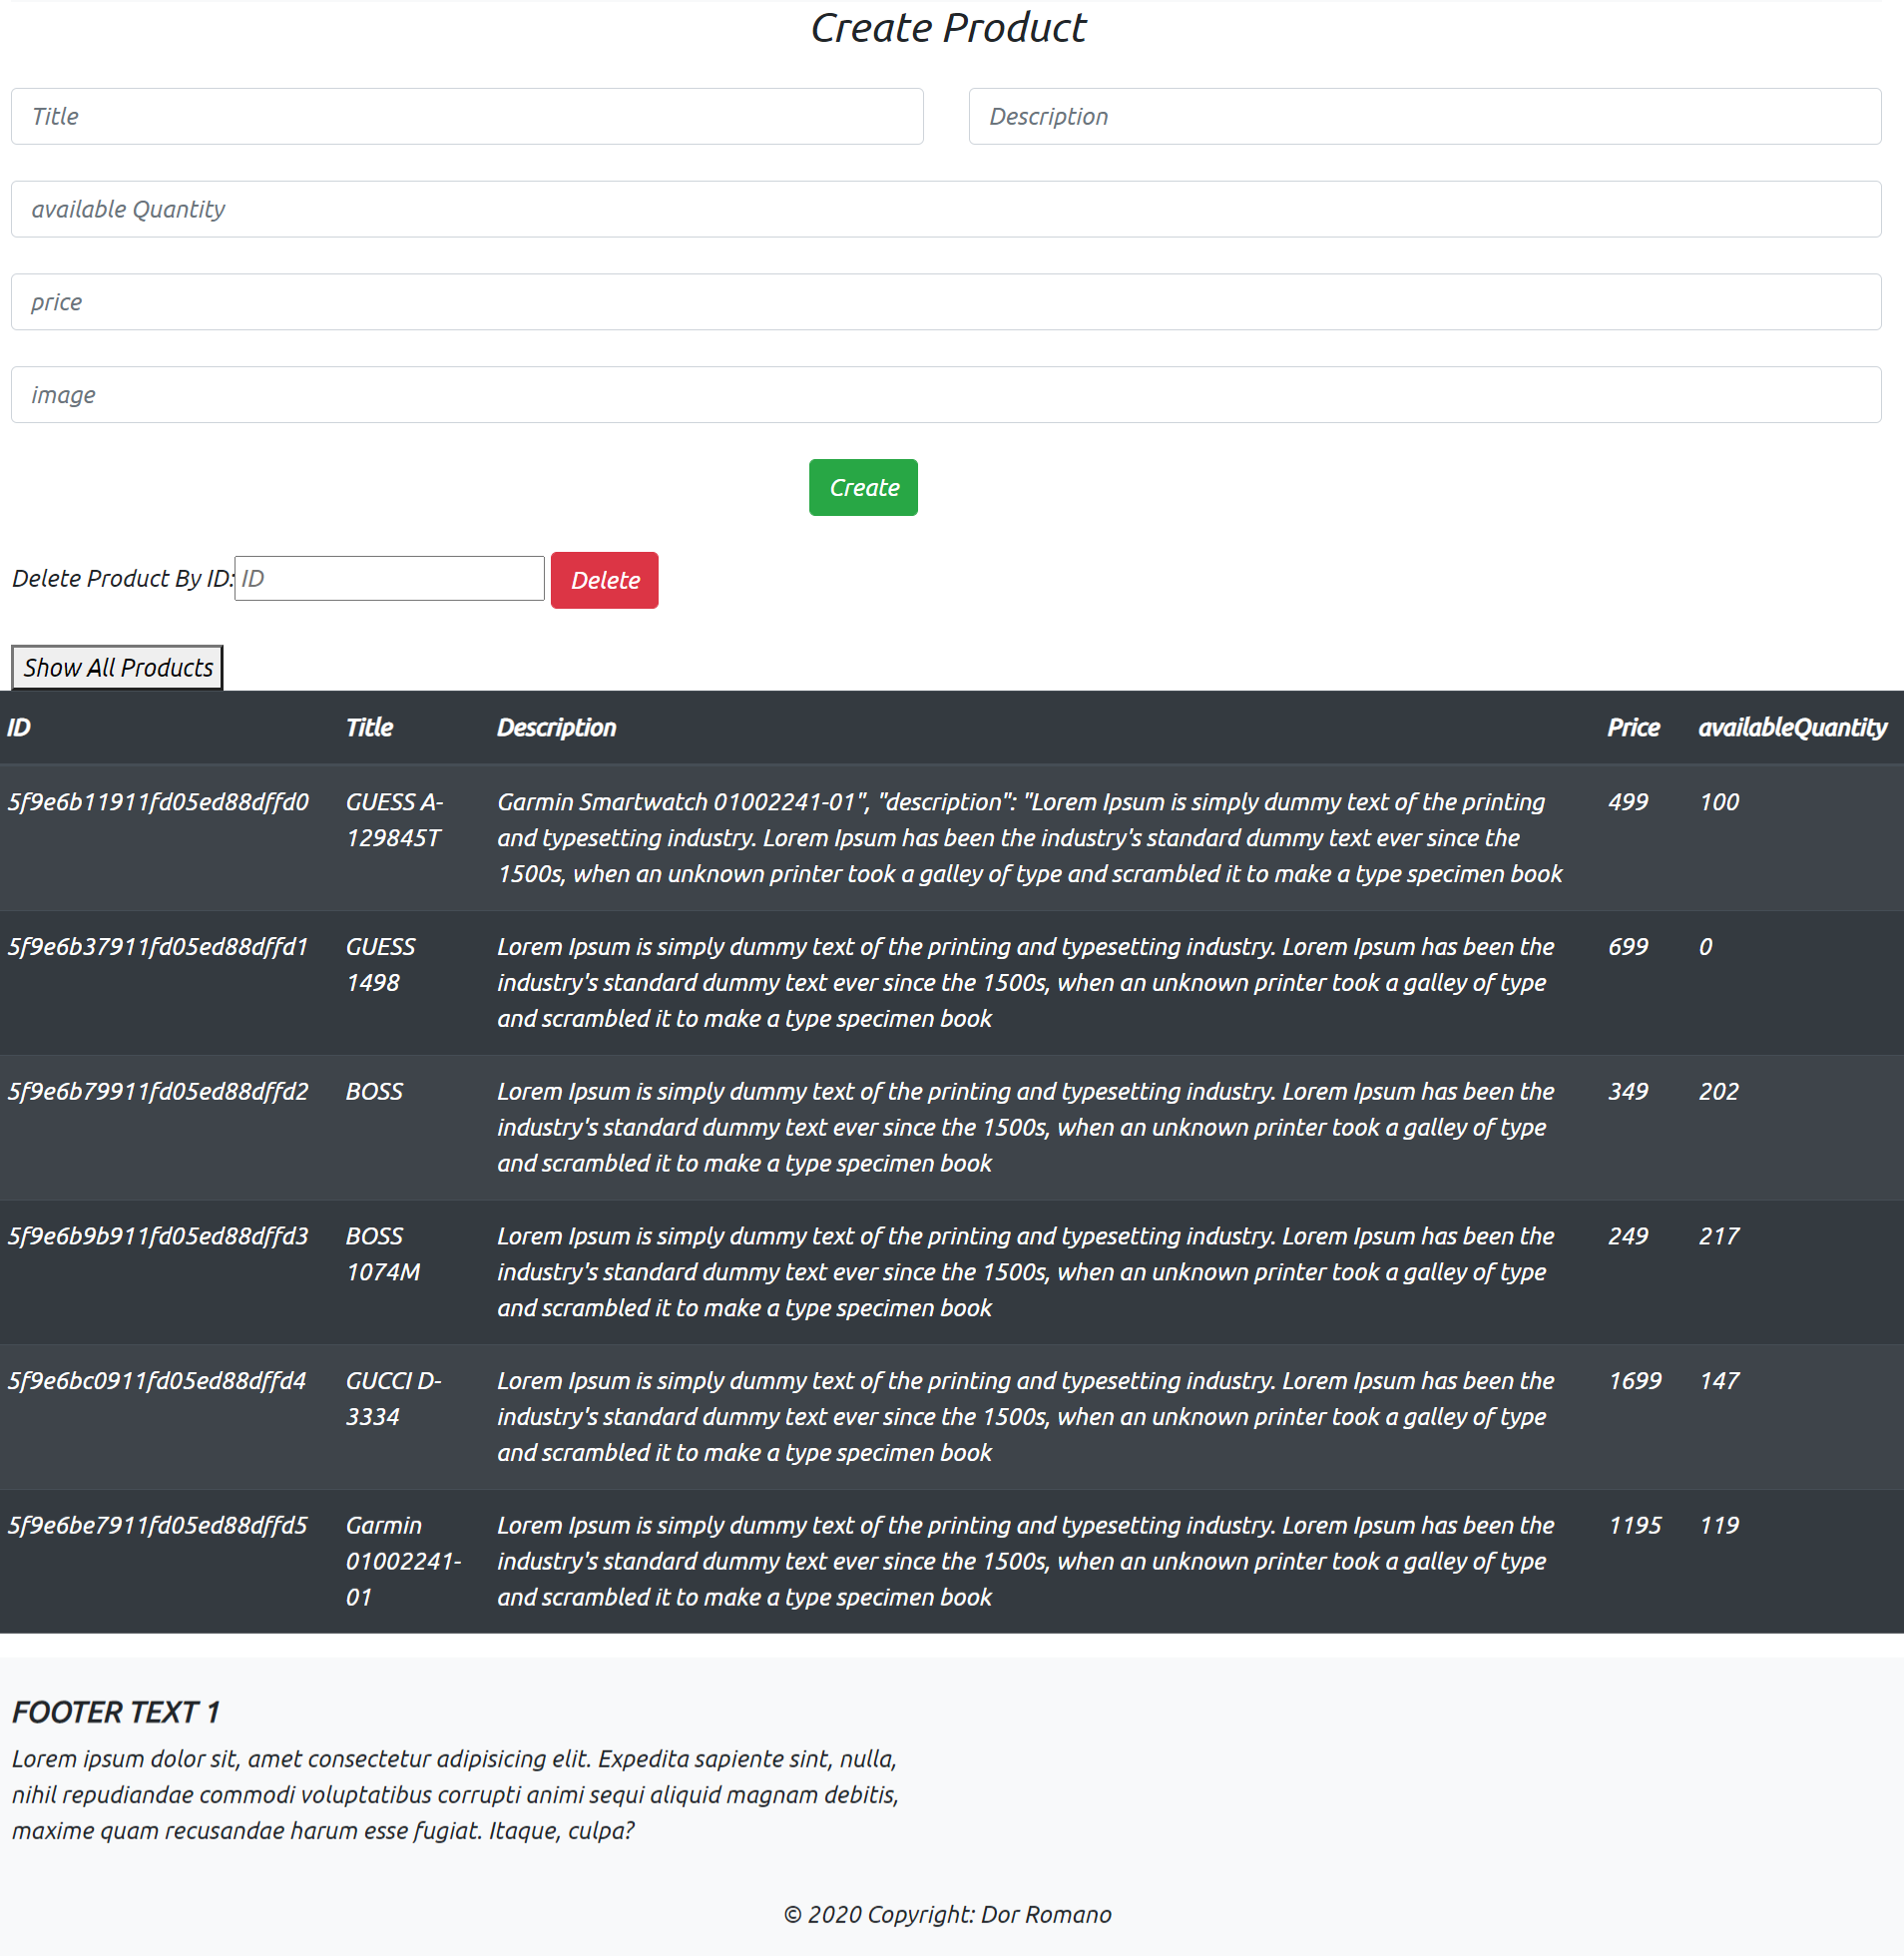 Create Product
Title Description
available Quantity
price
image
Create
Delete Product By ID: ID Delete
Show All Products
ID Title Description Price availableQuantity
5f9e6b11911fd05ed88dffd0 GUESS A- Garmin Smartwatch 01002241-01", "description": "Lorem Ipsum is simply dummy text of the printing 499 100
129845T and typesetting industry. Lorem Ipsum has been the industry's standard dummy text ever since the
1500s, when an unknown printer took a galley of type and scrambled it to make a type specimen book
5f9e6b37911fd05ed88dffd1 GUESS Lorem Ipsum is simply dummy text of the printing and typesetting industry. Lorem Ipsum has been the 699 0
1498 industry's standard dummy text ever since the 1500s, when an unknown printer took a galley of type
and scrambled it to make a type specimen book
5f9e6b79911fd05ed88dffd2 BOSS Lorem Ipsum is simply dummy text of the printing and typesetting industry. Lorem Ipsum has been the 349 202
industry's standard dummy text ever since the 1500s, when an unknown printer took a galley of type
and scrambled it to make a type specimen book
5f9e6b9b911fd05ed88dffd3 BOSS Lorem Ipsum is simply dummy text of the printing and typesetting industry. Lorem Ipsum has been the 249 217
1074M industry's standard dummy text ever since the 1500s, when an unknown printer took a galley of type
and scrambled it to make a type specimen book
5f9e6bc0911fd05ed88dffd4 GUCCI D- Lorem Ipsum is simply dummy text of the printing and typesetting industry. Lorem Ipsum has been the 1699 147
3334 industry's standard dummy text ever since the 1500s, when an unknown printer took a galley of type
and scrambled it to make a type specimen book
5f9e6be7911fd05ed88dffd5 Garmin Lorem Ipsum is simply dummy text of the printing and typesetting industry. Lorem Ipsum has been the 1195 119
01002241- industry's standard dummy text ever since the 1500s, when an unknown printer took a galley of type
01 and scrambled it to make a type specimen book
FOOTER TEXT 1
Lorem ipsum dolor sit, amet consectetur adipisicing elit. Expedita sapiente sint, nulla,
nihil repudiandae commodi voluptatibus corrupti animi sequi aliquid magnam debitis,
maxime quam recusandae harum esse fugiat. Itaque, culpa?
© 2020 Copyright: Dor Romano